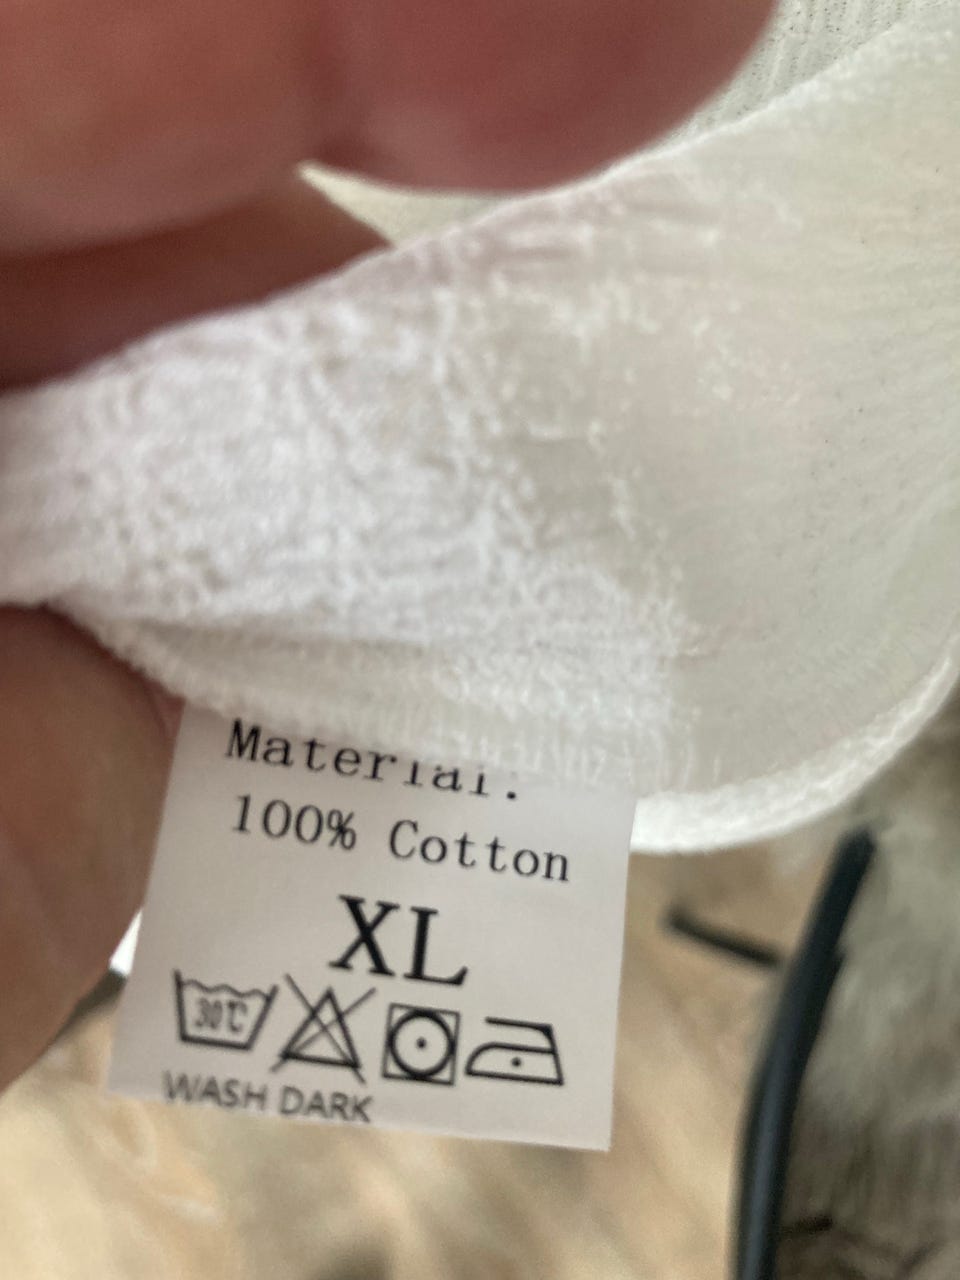 Material:
100% Cotton
XL
30℃
WASH DARK